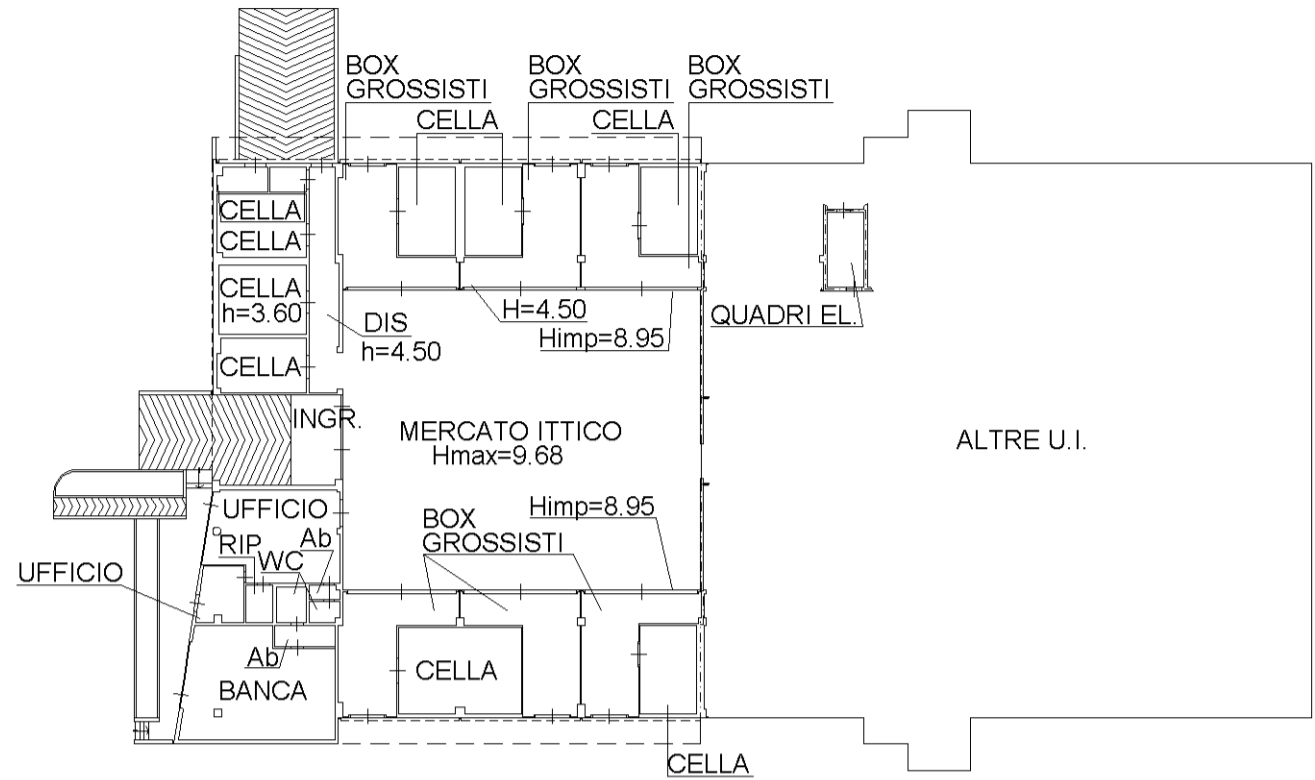 BOX
GROSSISTI
BOX
GROSSISTI
BOX
GROSSISTI
CELLA
CELLA
CELLA
CELLA
CELLA
h=3.60
DIS
h=4.50
H=4.50
Himp=8.95
QUADRI EL.
CELLA
INGR.
MERCATO ITTICO
Hmax=9.68
ALTRE U.I.
UFFICIO
Himp=8.95
BOX
GROSSISTI
RIP
WC
Ab
UFFICIO
Ab
BANCA
CELLA
CELLA